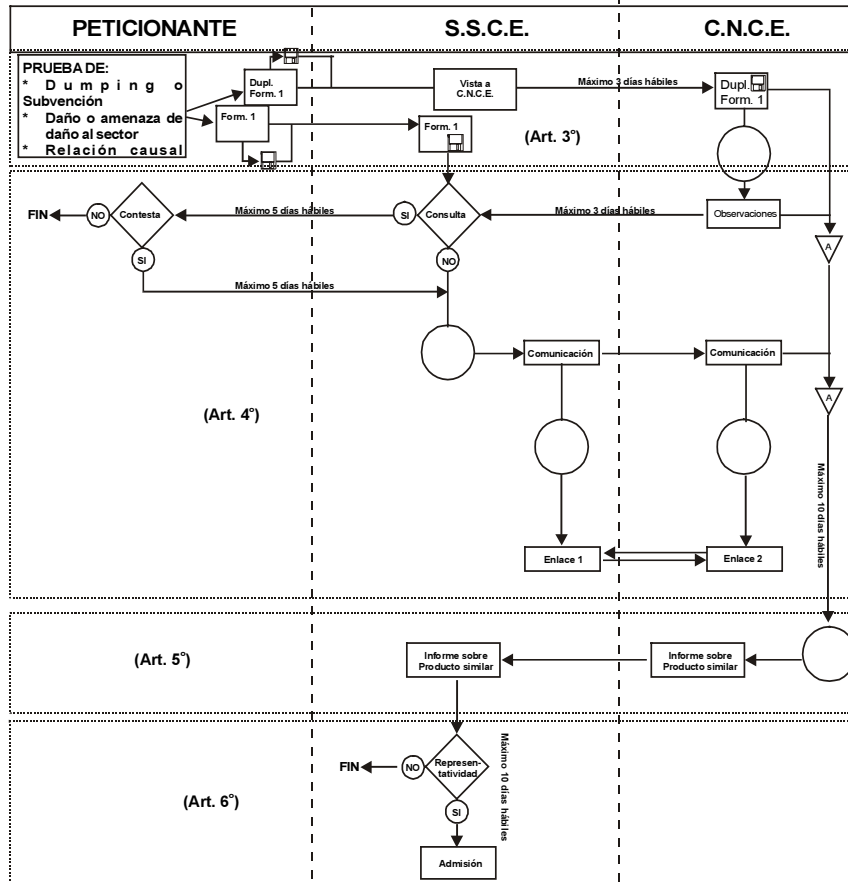 PETICIONANTE
S.S.C.E.
C.N.C.E.
PRUEBA DE:
* Dumping o
Subvención
* Daño o amenaza de
daño al sector
* Relación causal
Dupl.
Form. 1
Form. 1
Vista a
C.N.C.E.
Máximo 3 días hábiles
Dupl.
Form. 1
Form. 1
(Art. 3°)
FIN
NO
Contesta
Máximo 5 días hábiles
SI
Consulta
Máximo 3 días hábiles
Observaciones
A
SI
NO
Máximo 5 días hábiles
Comunicación
Comunicación
A
(Art. 4°)
Máximo 10 días hábiles
Enlace 1
Enlace 2
(Art. 5°)
Informe sobre
Producto similar
Informe sobre
Producto similar
(Art. 6°)
FIN
NO
Represen-
tatividad
Máximo 10 días hábiles
SI
Admisión